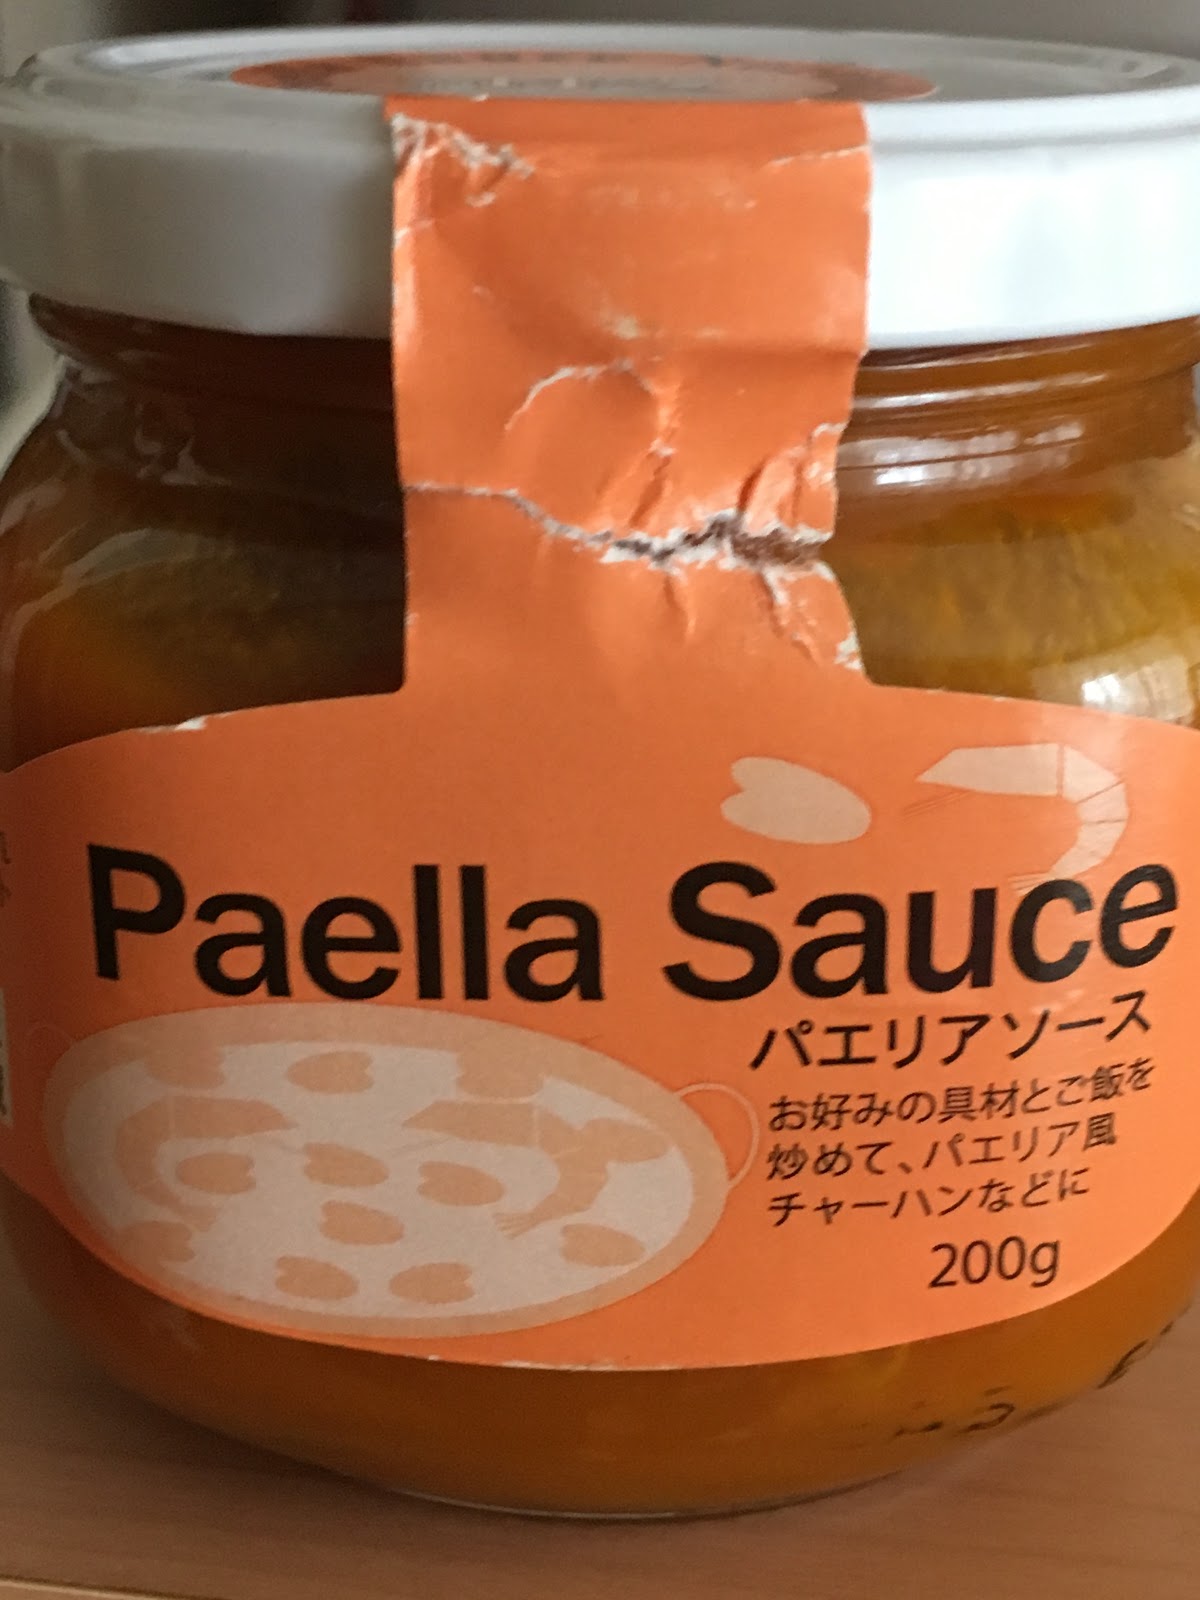 Paella Sauce
パエリアソース
お好みの具材とご飯を
炒めて、パエリア風
チャーハンなどに
200g